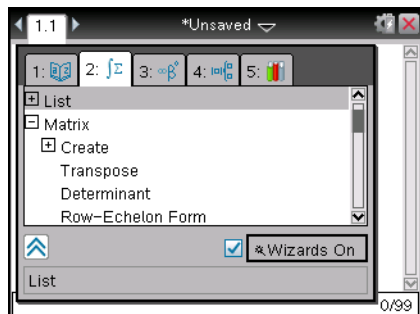 1.1 *Unsaved
1: 2: ∫Σ 3: ∞β° 4: 5:
List
Matrix
Create
Transpose
Determinant
Row-Echelon Form
Wizards On
List
0/99